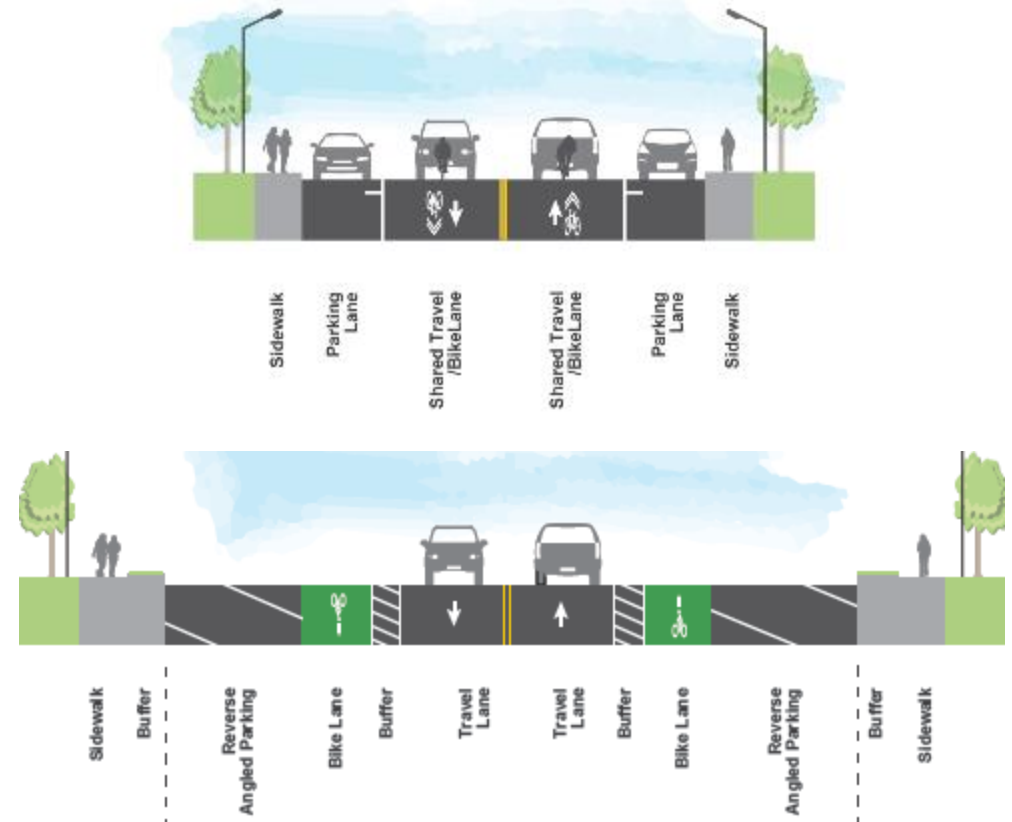 Sidewalk
Parking
Lane
Shared Travel
/BikeLane
Shared Travel
/BikeLane
Parking
Lane
Sidewalk
Sidewalk
Buffer
Reverse
Angled Parking
Bike Lane
Buffer
Travel
Lane
Travel
Lane
Buffer
Bike Lane
Reverse
Angled Parking
Buffer
Sidewalk